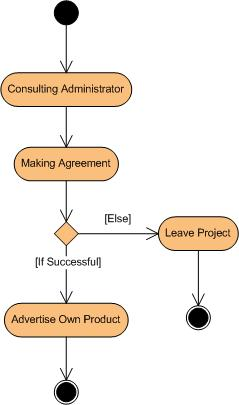 Consulting Administrator
Making Agreement
[Else]
Leave Project
[If Successful]
Advertise Own Product